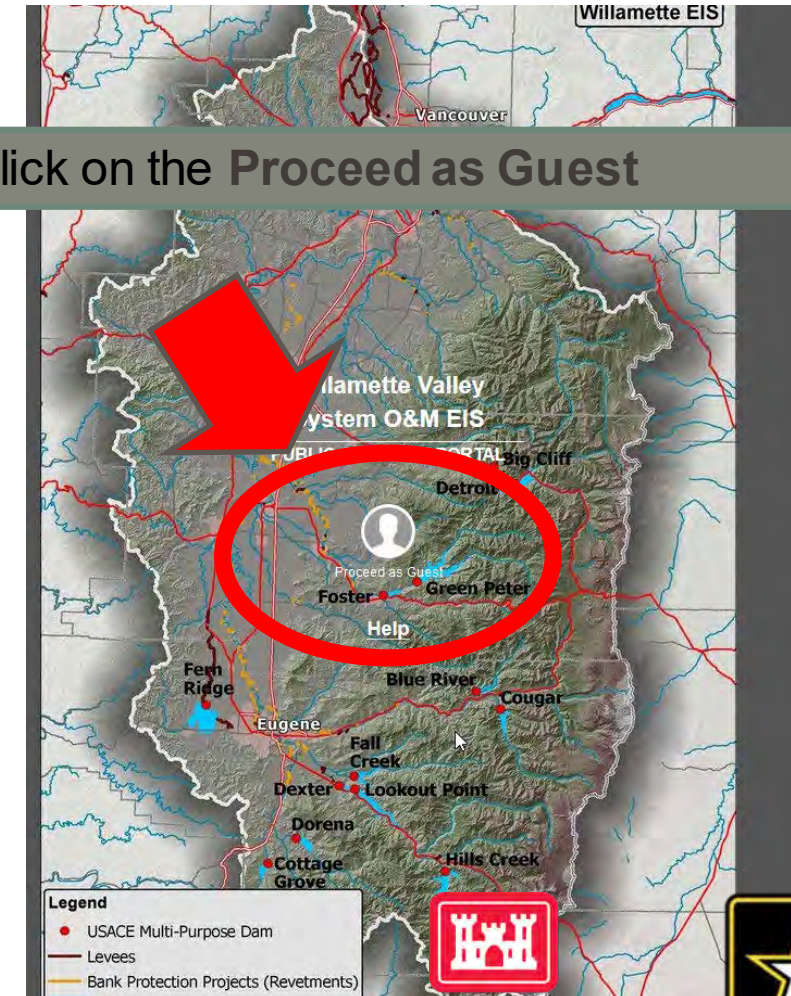 Willamette EIS
Vancouver
lick on the Proceed as Guest
lamette Valley
ystem O&M EIS
Big Cliff
Detroit
Proceed as Guest
Foster
Green Peter
Help
Fern
Ridge
Blue River
Cougar
Eugene
Fall
Creek
Dexter
Lookout Point
Dorena
Cottage
Grove
Hills Creek
Legend
USACE Multi-Purpose Dam
Levees
Bank Protection Projects (Revetments)